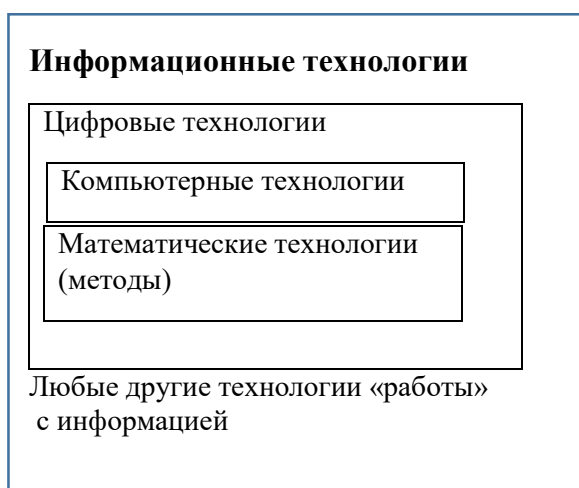 Информационные технологии
Цифровые технологии
Компьютерные технологии
Математические технологии
(методы)
Любые другие технологии «работы»
с информацией